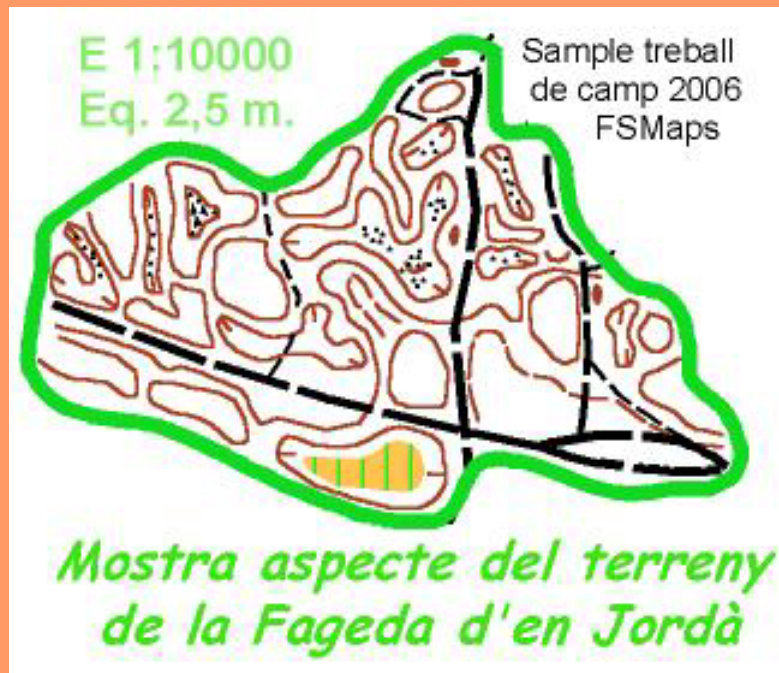 E 1:10000
Eq. 2,5 m.
Sample treball
de camp 2006
FSMaps
Mostra aspecte del terreny
de la Fageda d'en Jordà